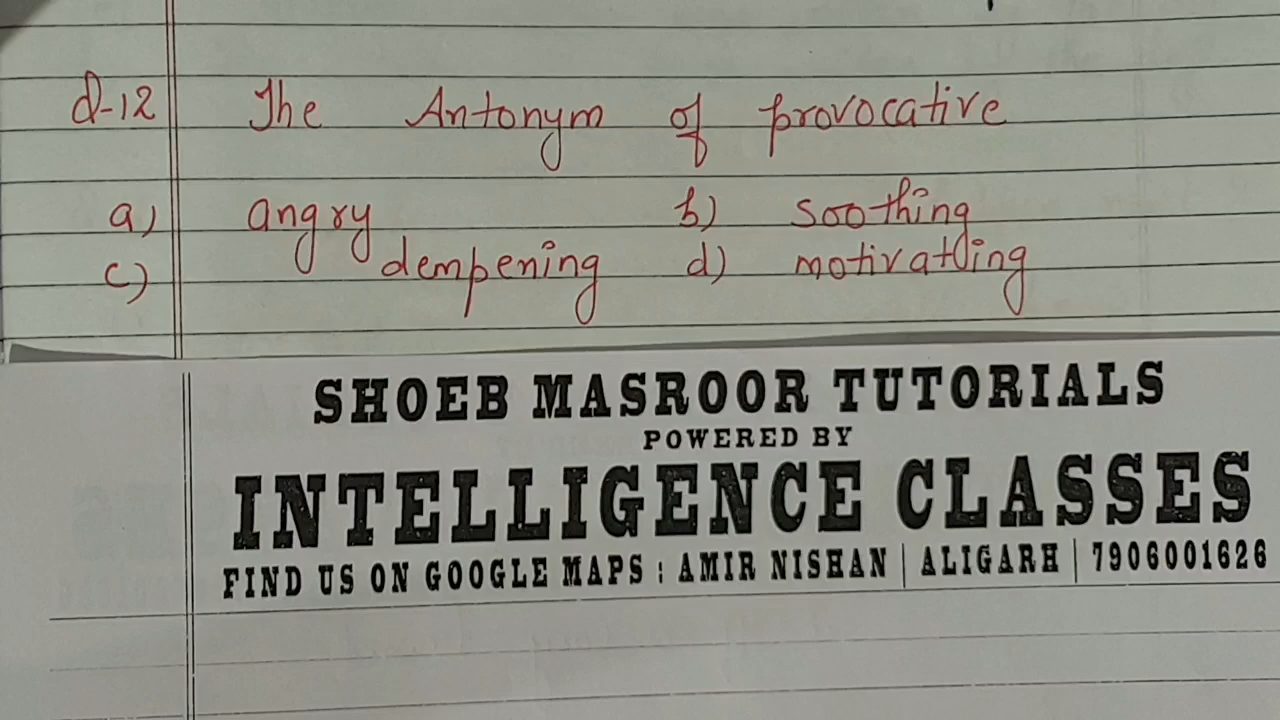 Q-12 The Antonym of provocative
a) angry b) soothing
c) dempening d) motivating
SHOEB MASROOR TUTORIALS
POWERED BY
INTELLIGENCE CLASSES
FIND US ON GOOGLE MAPS : AMIR NISHAN | ALIGARH | 7906001626